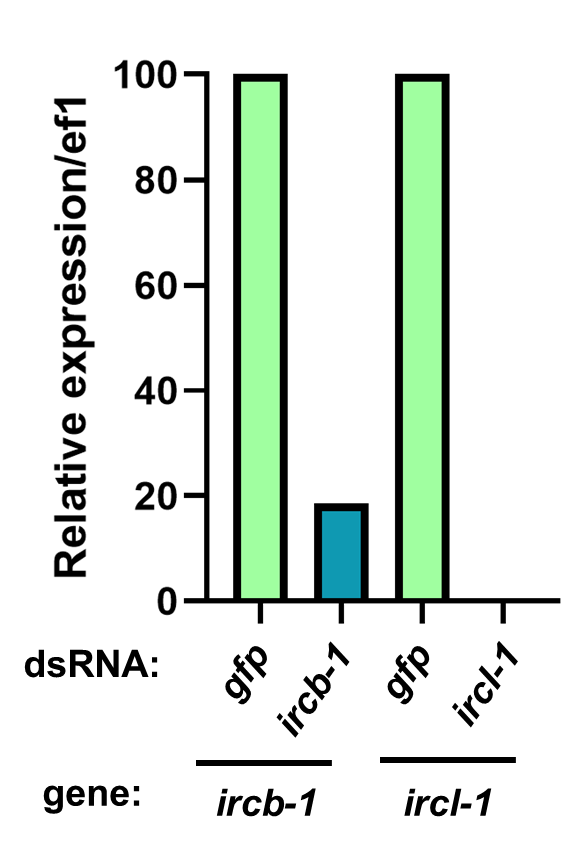 Relative expression/ef1
100
80
60
40
20
0
dsRNA: gfp ircb-1 gfp ircl-1
gene: ircb-1 ircl-1